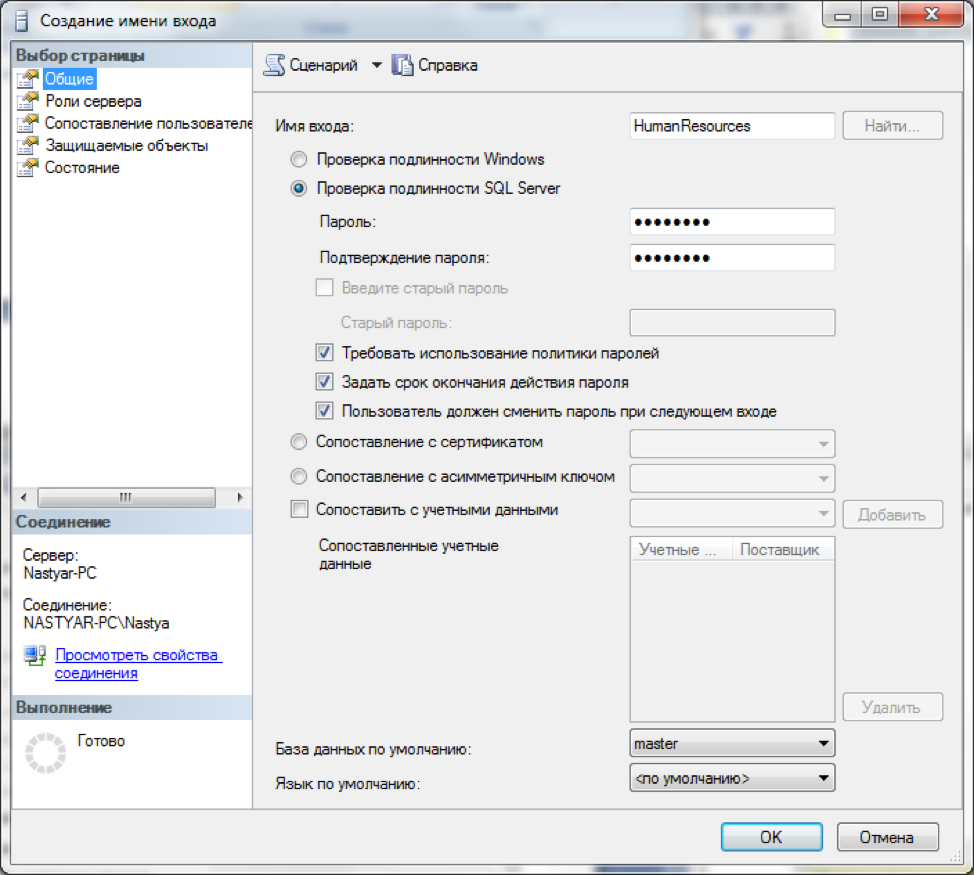 Создание имени входа
Выбор страницы
Общие
Роли сервера
Сопоставление пользователе
Защищаемые объекты
Состояние
Соединение
Сервер:
Nastyar-PC
Соединение:
NASTYAR-PC\Nastya
Просмотреть свойства
соединения
Выполнение
Готово
Сценарий
Справка
Имя входа:
HumanResources
Найти...
Проверка подлинности Windows
Проверка подлинности SQL Server
Пароль:
●●●●●●●●
Подтверждение пароля:
●●●●●●●●
Введите старый пароль
Старый пароль:
Требовать использование политики паролей
Задать срок окончания действия пароля
Пользователь должен сменить пароль при следующем входе
Сопоставление с сертификатом
Сопоставление с асимметричным ключом
Сопоставить с учетными данными
Добавить
Сопоставленные учетные
данные
Учетные ...
Поставщик
Удалить
База данных по умолчанию:
master
Язык по умолчанию:
<по умолчанию>
OK
Отмена